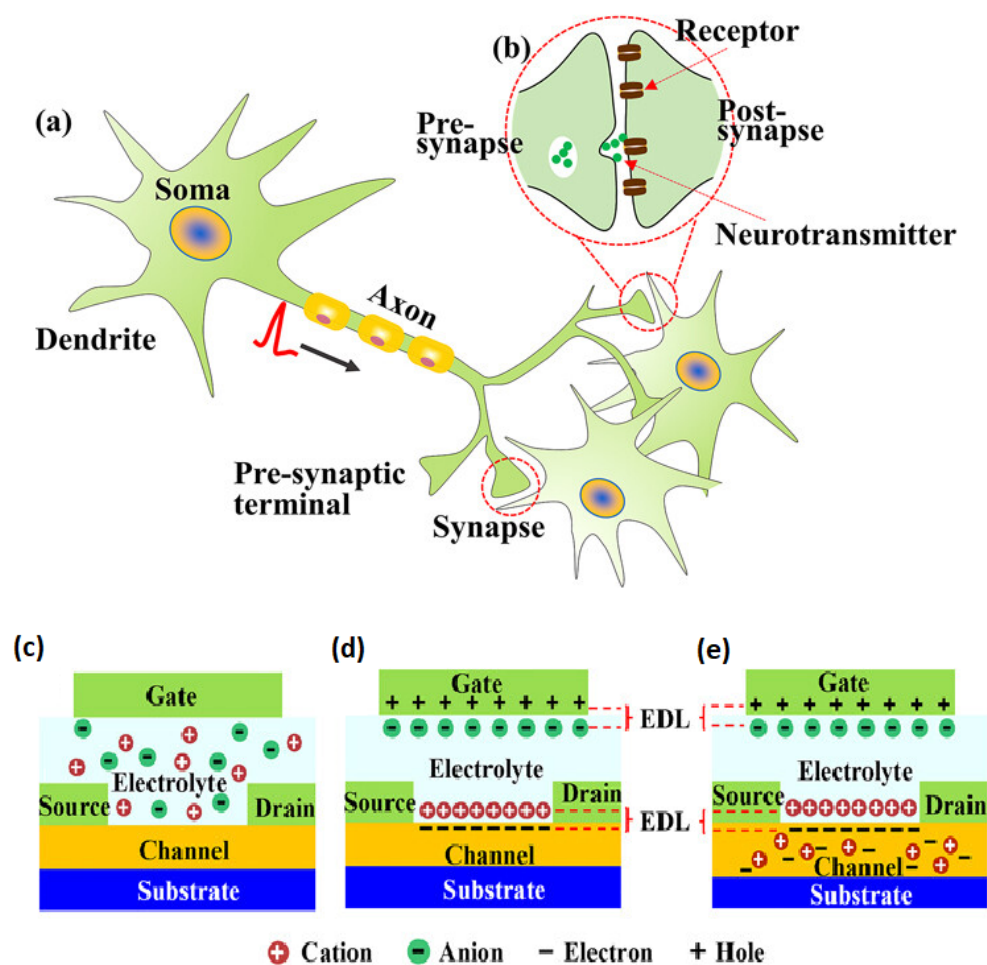 (b)
Receptor
(a)
Pre-
synapse
Post-
synapse
Soma
Neurotransmitter
Axon
Dendrite
Pre-synaptic
terminal
Synapse
(c)
(d)
(e)
Gate
Gate
Gate
+ + + + + + + +
+ + + + + + + +
EDL
EDL
Electrolyte
Electrolyte
Electrolyte
Source
Drain
Source
Drain
Source
Drain
EDL
Channel
Channel
Channel
Substrate
Substrate
Substrate
+ Cation - Anion - Electron + Hole